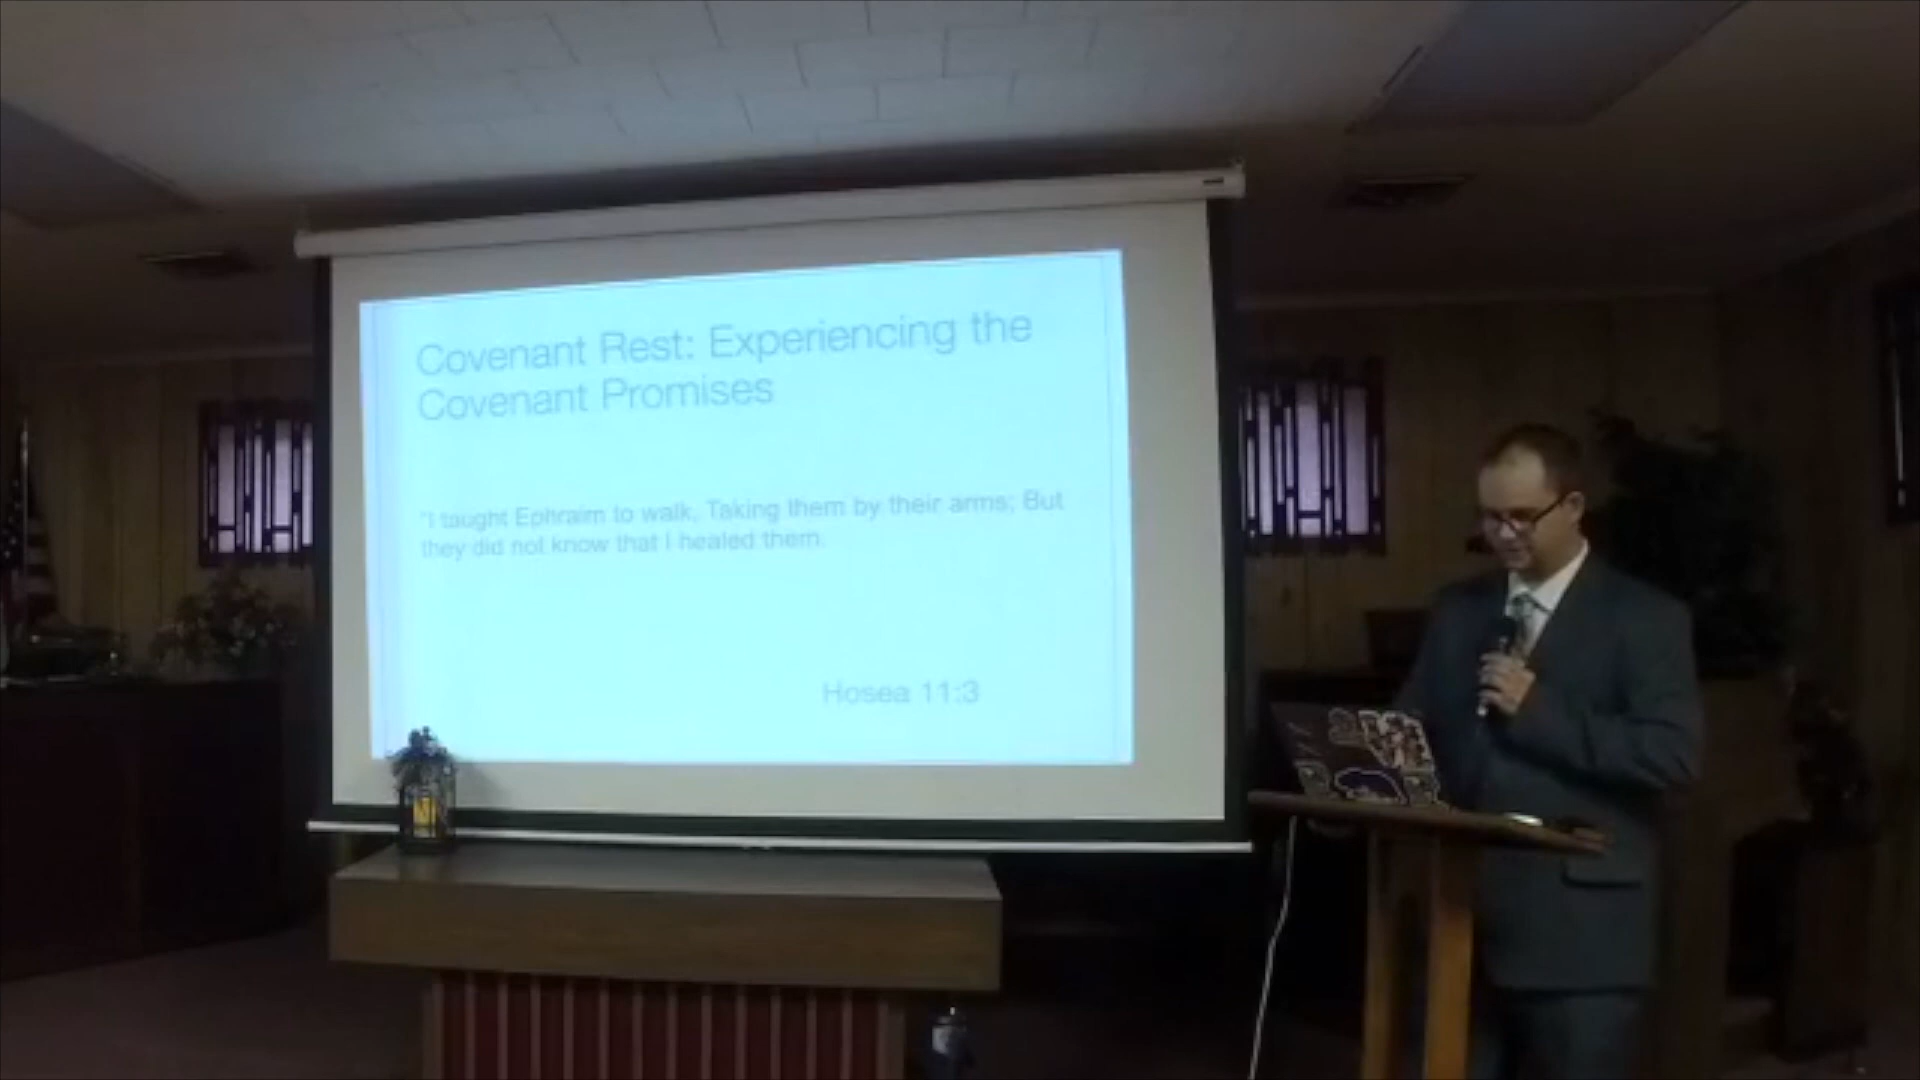 Covenant Rest: Experiencing the
Covenant Promises
"I taught Ephraim to walk, Taking them by their arms; But
they did not know that I healed them.
Hosea 11:3